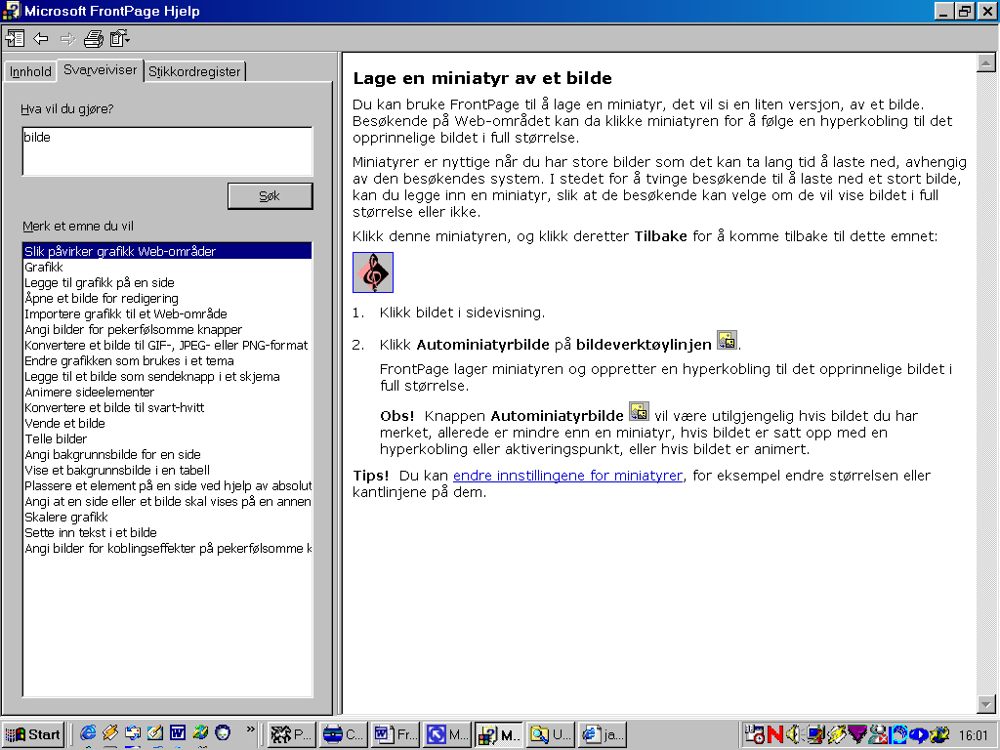 Microsoft FrontPage Hjelp
Innhold
Svarveiviser
Stikkordregister
Hva vil du gjøre?
bilde
Søk
Merk et emne du vil
Slik påvirker grafikk Web-områder
Grafikk
Legge til grafikk på en side
Åpne et bilde for redigering
Importere grafikk til et Web-område
Angi bilder for pekerfølsomme knapper
Konvertere et bilde til GIF-, JPEG- eller PNG-format
Endre grafikken som brukes i et tema
Legge til et bilde som sendeknapp i et skjema
Animere sideelementer
Konvertere et bilde til svart-hvitt
Vende et bilde
Telle bilder
Angi bakgrunnsbilde for en side
Vise et bakgrunnsbilde i en tabell
Plassere et element på en side ved hjelp av absolut
Angi at en side eller et bilde skal vises på en annen
Skalere grafikk
Sette inn tekst i et bilde
Angi bilder for koblingseffekter på pekerfølsomme k
Lage en miniatyr av et bilde
Du kan bruke FrontPage til å lage en miniatyr, det vil si en liten versjon, av et bilde.
Besøkende på Web-området kan da klikke miniatyren for å følge en hyperkobling til det
opprinnelige bildet i full størrelse.
Miniatyrer er nyttige når du har store bilder som det kan ta lang tid å laste ned, avhengig
av den besøkendes system. I stedet for å tvinge besøkende til å laste ned et stort bilde,
kan du legge inn en miniatyr, slik at de besøkende kan velge om de vil vise bildet i full
størrelse eller ikke.
Klikk denne miniatyren, og klikk deretter Tilbake for å komme tilbake til dette emnet:
1. Klikk bildet i sidevisning.
2. Klikk Autominiatyrbilde på bildeverktøylinjen .
FrontPage lager miniatyren og oppretter en hyperkobling til det opprinnelige bildet i
full størrelse.
Obs! Knappen Autominiatyrbilde vil være utilgjengelig hvis bildet du har
merket, allerede er mindre enn en miniatyr, hvis bildet er satt opp med en
hyperkobling eller aktiveringspunkt, eller hvis bildet er animert.
Tips! Du kan endre innstillingene for miniatyrer, for eksempel endre størrelsen eller
kantlinjene på dem.
Start
»
P...
C...
Fr...
M...
M...
U...
ja...
16:01